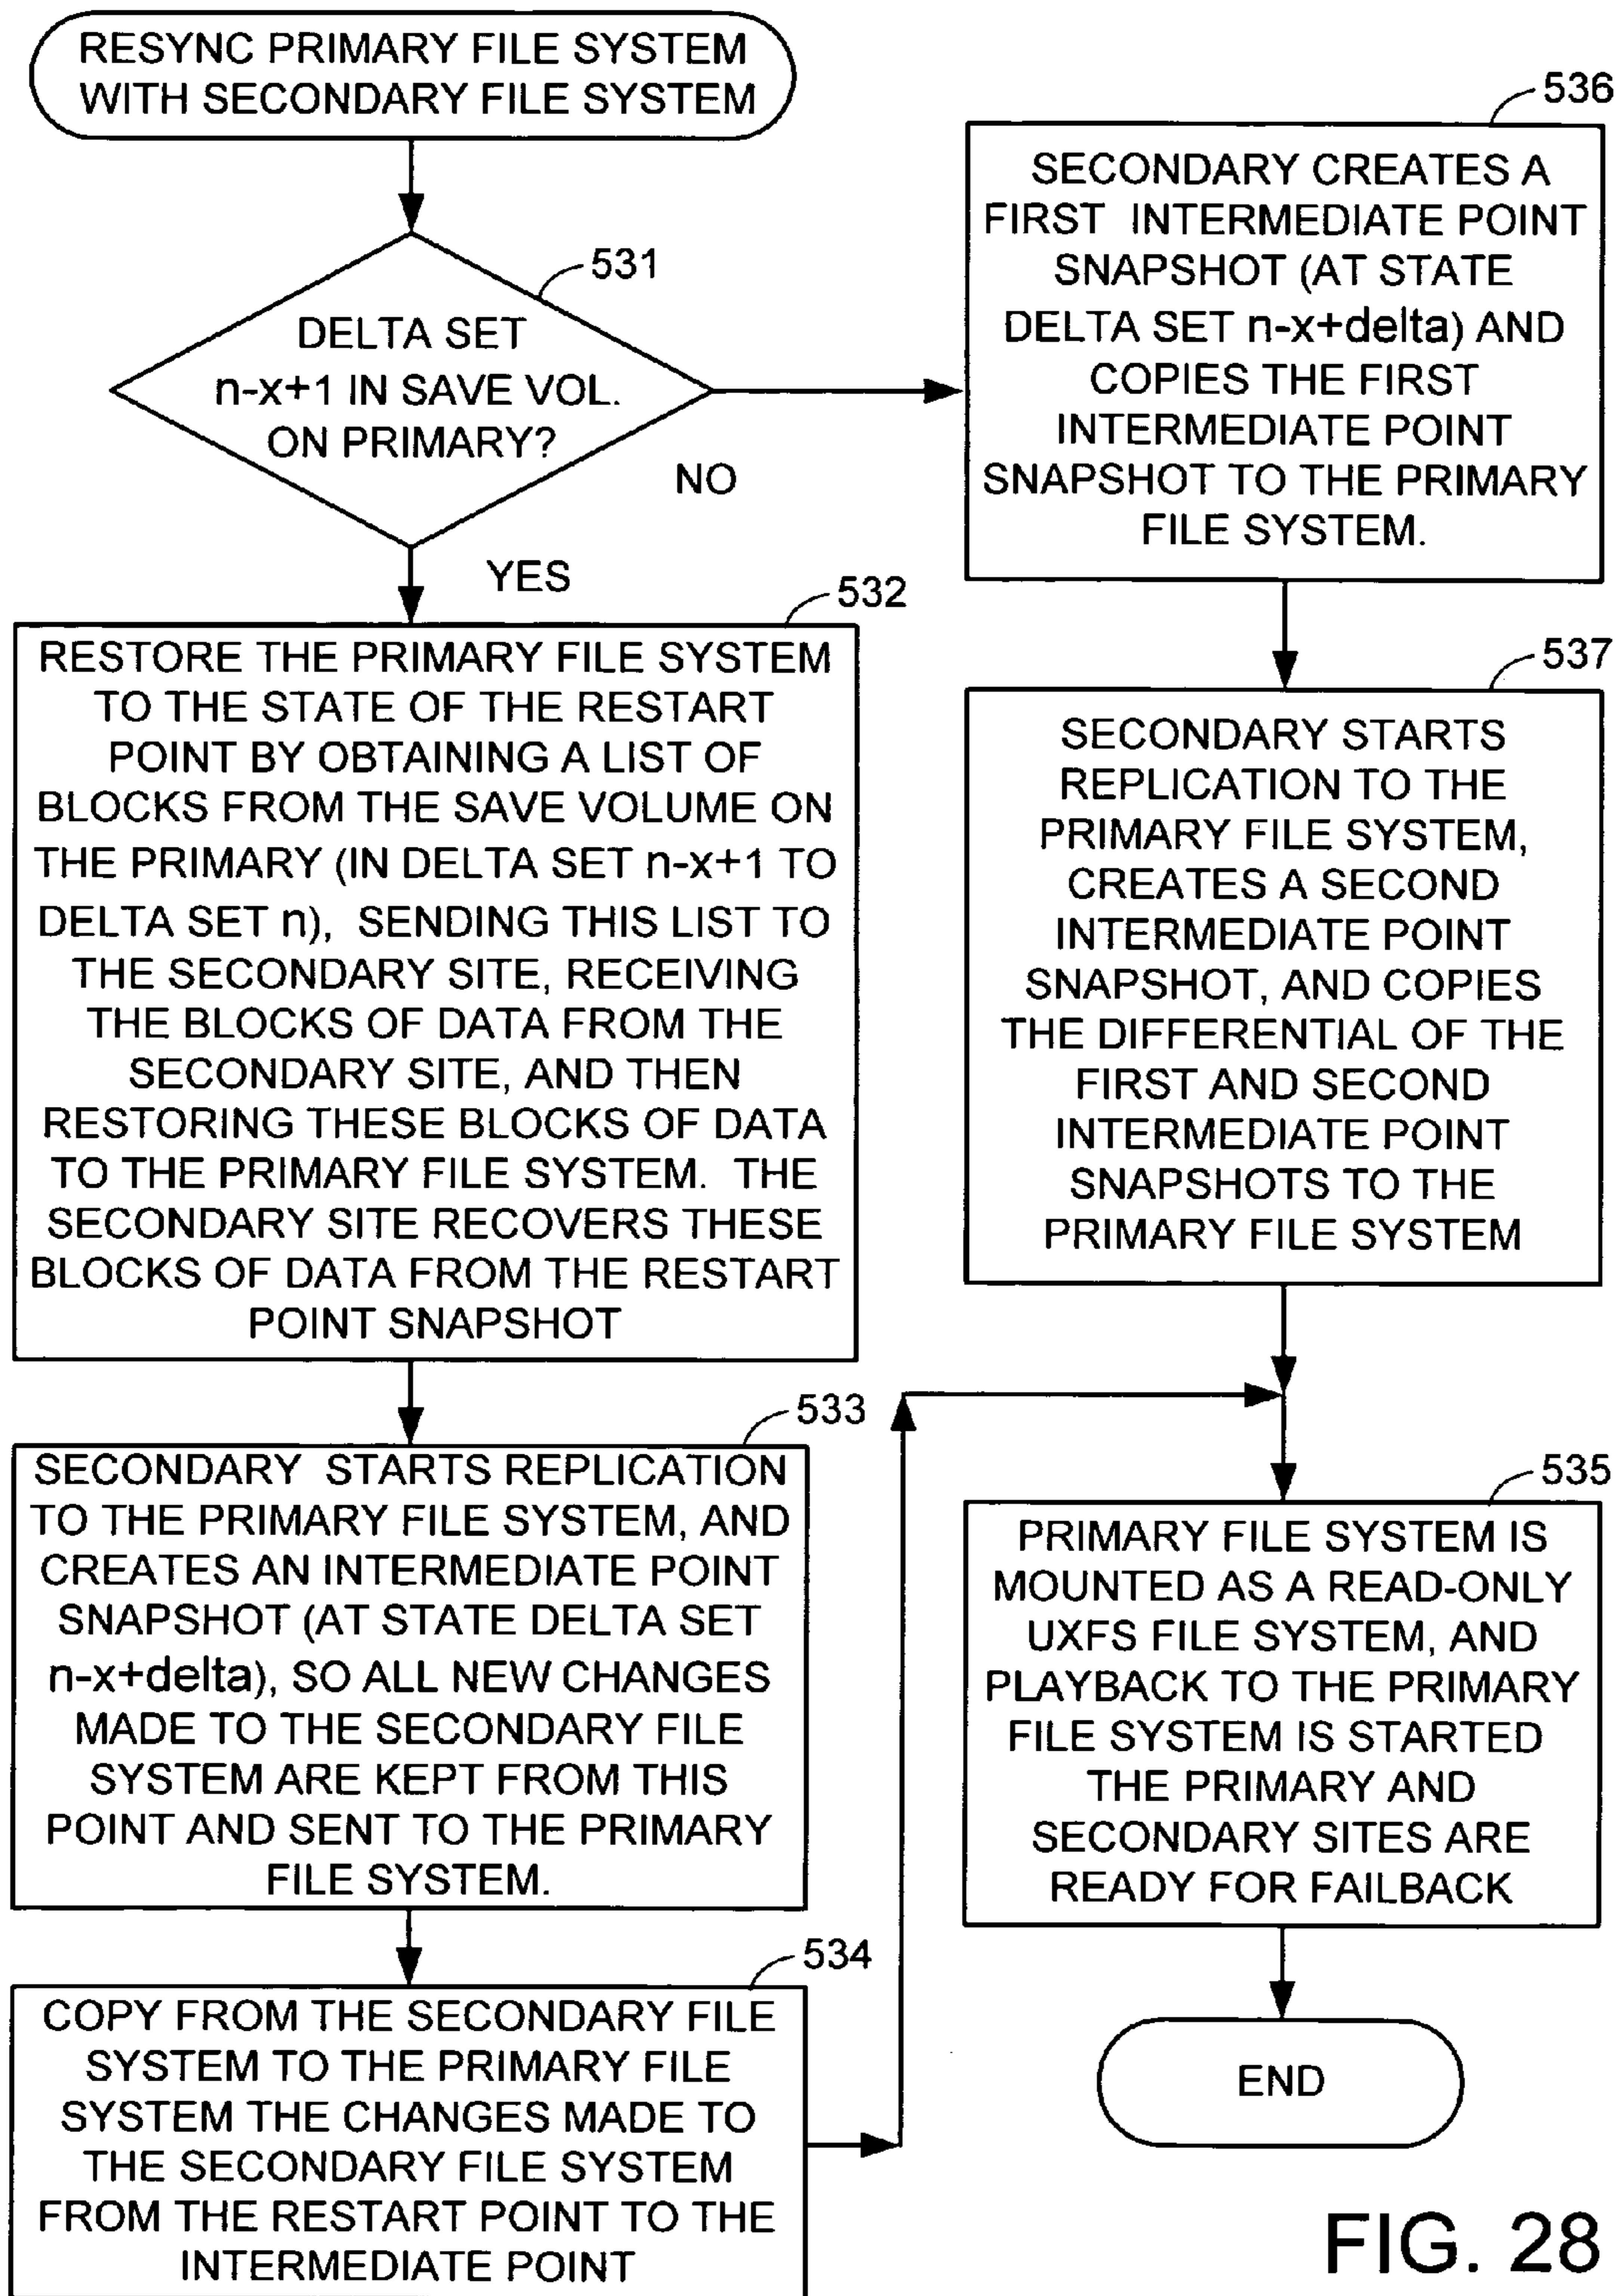 RESYNC PRIMARY FILE SYSTEM
WITH SECONDARY FILE SYSTEM
531
DELTA SET
n-x+1 IN SAVE VOL.
ON PRIMARY?
NO
YES
532
RESTORE THE PRIMARY FILE SYSTEM
TO THE STATE OF THE RESTART
POINT BY OBTAINING A LIST OF
BLOCKS FROM THE SAVE VOLUME ON
THE PRIMARY (IN DELTA SET n-x+1 TO
DELTA SET n), SENDING THIS LIST TO
THE SECONDARY SITE, RECEIVING
THE BLOCKS OF DATA FROM THE
SECONDARY SITE, AND THEN
RESTORING THESE BLOCKS OF DATA
TO THE PRIMARY FILE SYSTEM. THE
SECONDARY SITE RECOVERS THESE
BLOCKS OF DATA FROM THE RESTART
POINT SNAPSHOT
533
SECONDARY STARTS REPLICATION
TO THE PRIMARY FILE SYSTEM, AND
CREATES AN INTERMEDIATE POINT
SNAPSHOT (AT STATE DELTA SET
n-x+delta), SO ALL NEW CHANGES
MADE TO THE SECONDARY FILE
SYSTEM ARE KEPT FROM THIS
POINT AND SENT TO THE PRIMARY
FILE SYSTEM.
534
COPY FROM THE SECONDARY FILE
SYSTEM TO THE PRIMARY FILE
SYSTEM THE CHANGES MADE TO
THE SECONDARY FILE SYSTEM
FROM THE RESTART POINT TO THE
INTERMEDIATE POINT
536
SECONDARY CREATES A
FIRST INTERMEDIATE POINT
SNAPSHOT (AT STATE
DELTA SET n-x+delta) AND
COPIES THE FIRST
INTERMEDIATE POINT
SNAPSHOT TO THE PRIMARY
FILE SYSTEM.
537
SECONDARY STARTS
REPLICATION TO THE
PRIMARY FILE SYSTEM,
CREATES A SECOND
INTERMEDIATE POINT
SNAPSHOT, AND COPIES
THE DIFFERENTIAL OF THE
FIRST AND SECOND
INTERMEDIATE POINT
SNAPSHOTS TO THE
PRIMARY FILE SYSTEM
535
PRIMARY FILE SYSTEM IS
MOUNTED AS A READ-ONLY
UXFS FILE SYSTEM, AND
PLAYBACK TO THE PRIMARY
FILE SYSTEM IS STARTED
THE PRIMARY AND
SECONDARY SITES ARE
READY FOR FAILBACK
END
FIG. 28